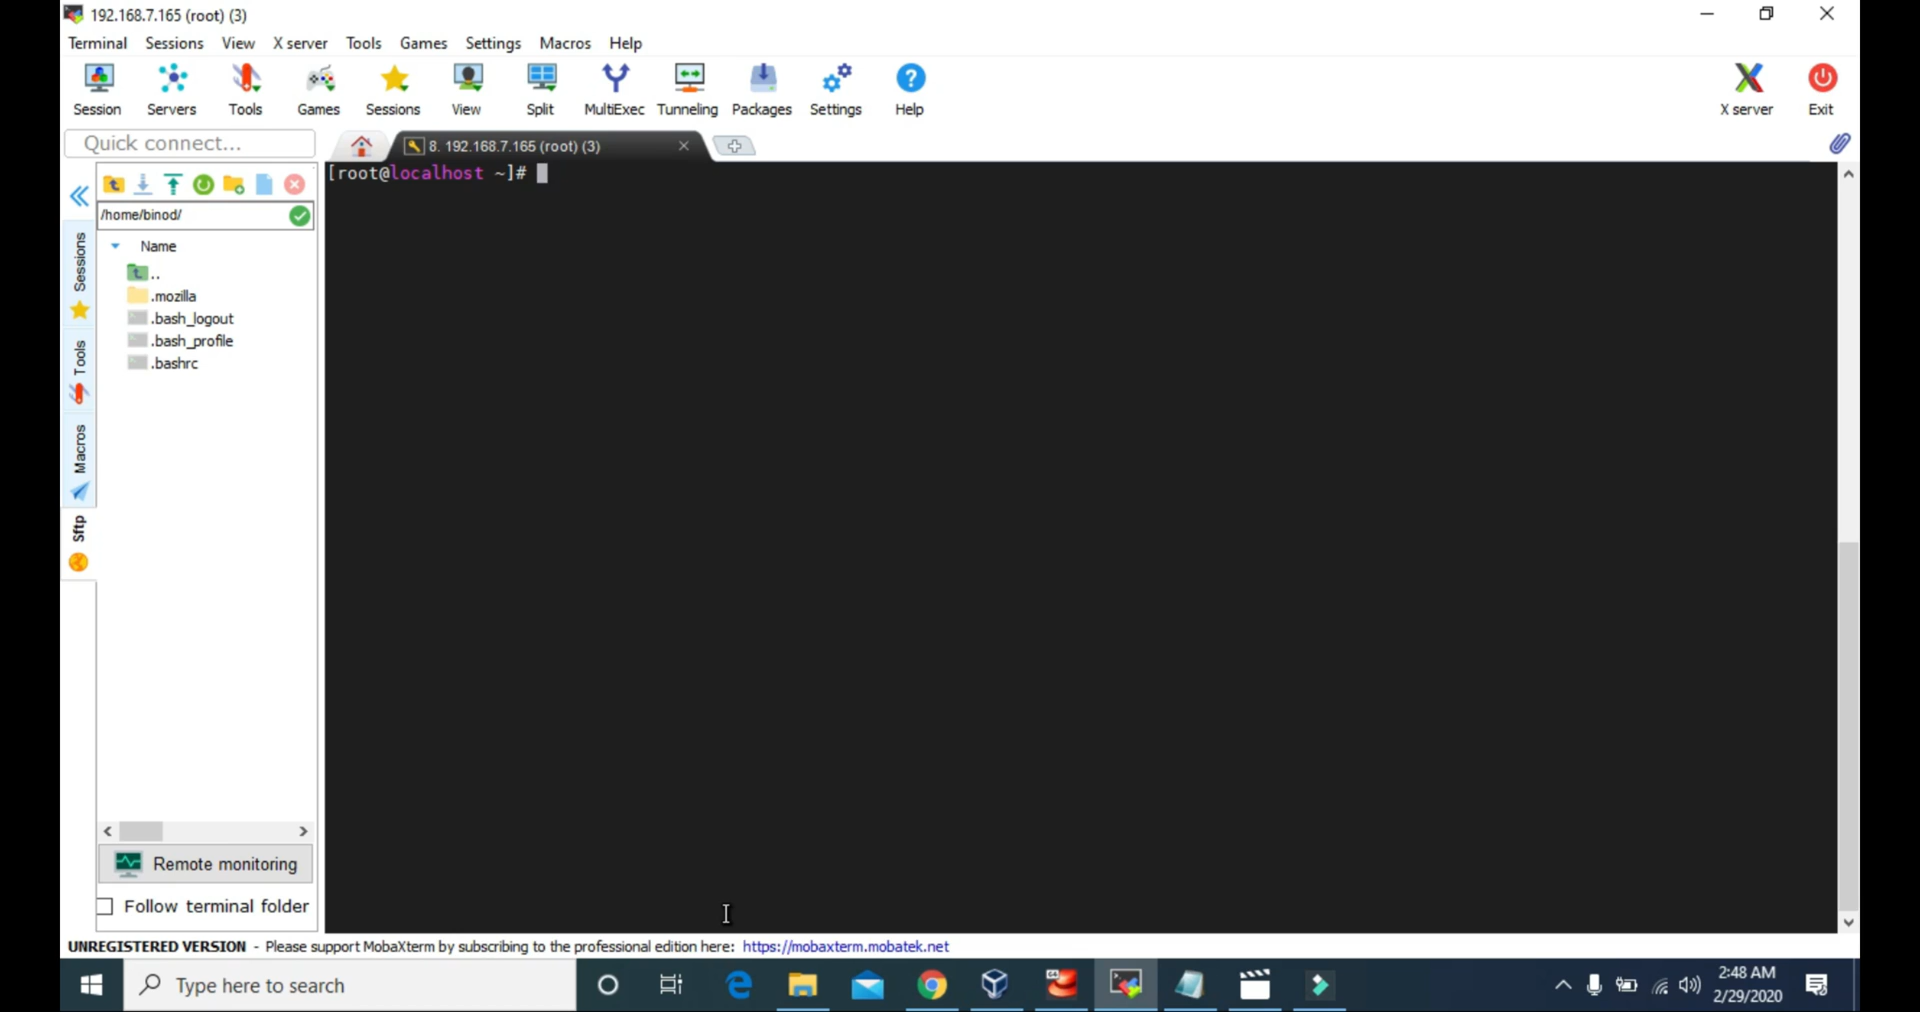 192.168.7.165 (root) (3)
Terminal Sessions View X server Tools Games Settings Macros Help
Session Servers Tools Games Sessions View Split MultiExec Tunneling Packages Settings Help X server Exit
Quick connect...
8. 192.168.7.165 (root) (3)
[root@localhost ~]#
/home/binod/
Name
..
.mozilla
.bash_logout
.bash_profile
.bashrc
Sessions
Tools
Macros
Sftp
Remote monitoring
Follow terminal folder
UNREGISTERED VERSION - Please support MobaXterm by subscribing to the professional edition here: https://mobaxterm.mobatek.net
Type here to search
64
2:48 AM
2/29/2020